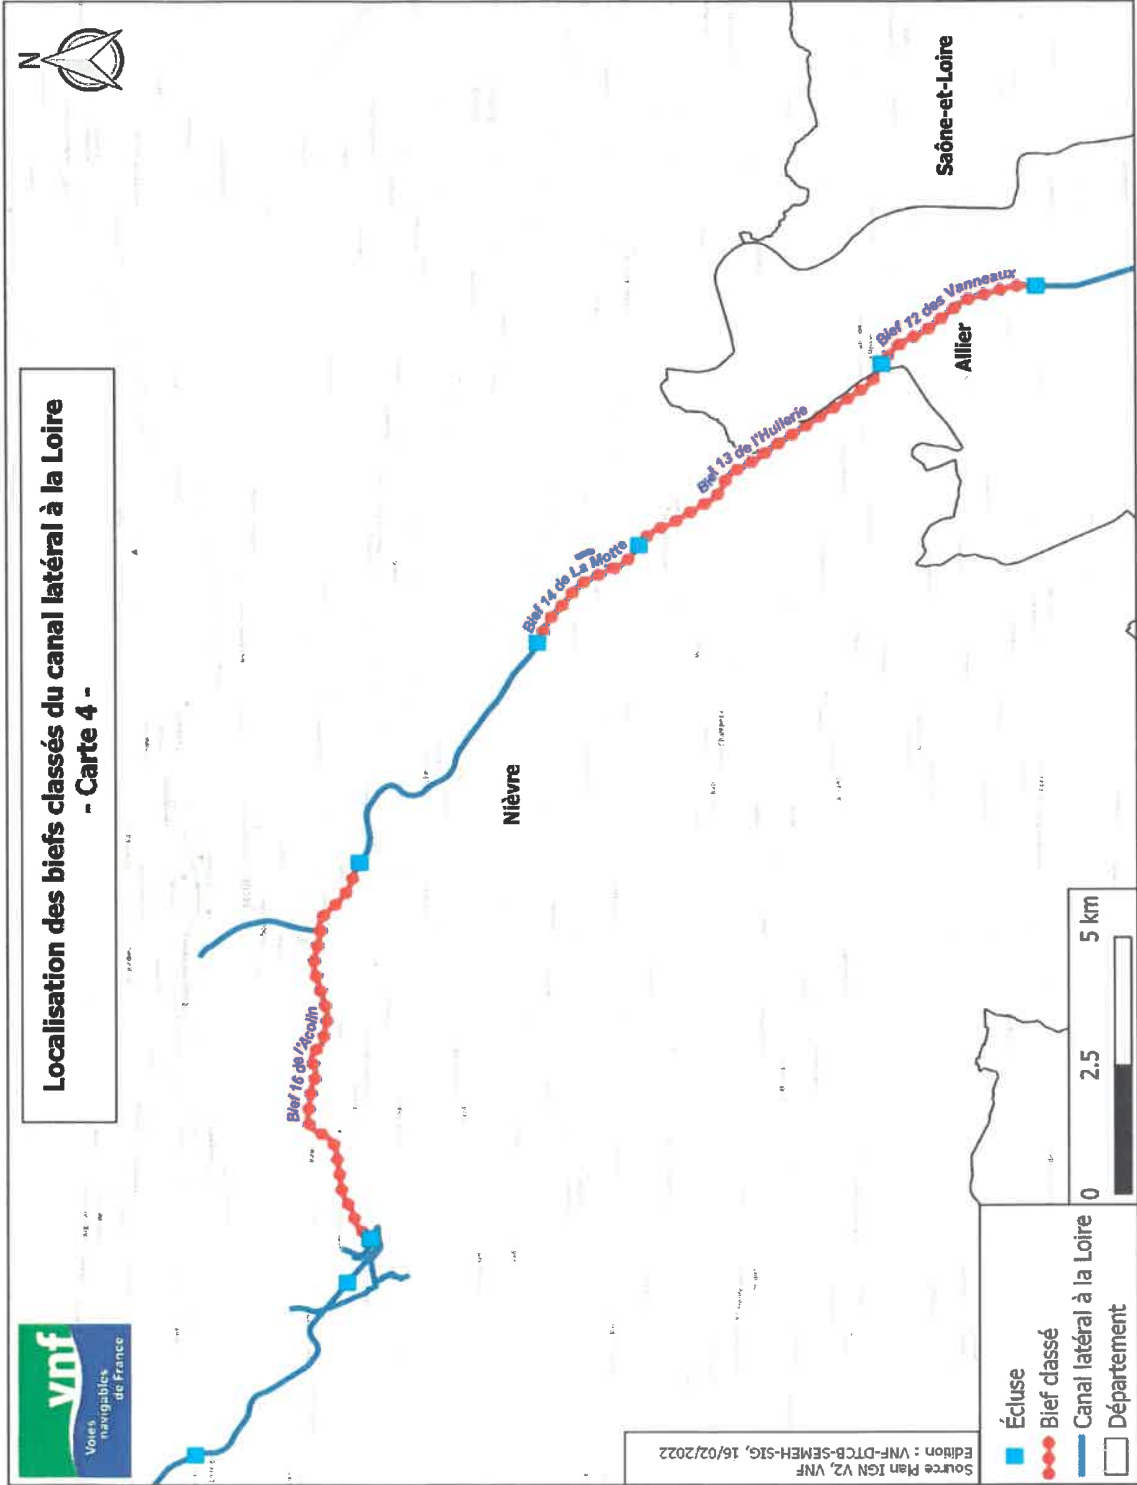 Localisation des biefs classés du canal latéral à la Loire
- Carte 4 -
N
vnf
Voies
navigables
de France
Bief 16 de l'Acolin
Nièvre
Bief 14 de La Motte
Bief 13 de l'Huilerie
Bief 12 des Vanneaux
Allier
Saône-et-Loire
Source Plan IGN V2, VNF
Edition : VNF-DTCB-SEMEH-SIG, 16/02/2022
Écluse
Bief classé
Canal latéral à la Loire
Département
0 2.5 5 km